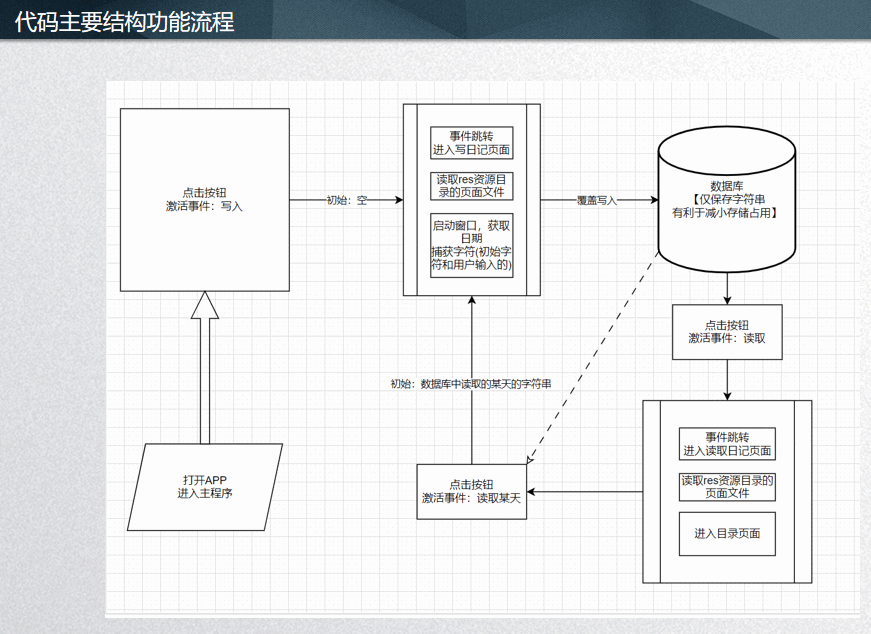 代码主要结构功能流程
点击按钮
激活事件：写入
初始：空
事件跳转
进入写日记页面
读取res资源目
录的页面文件
启动窗口，获取
日期
捕获字符(初始字
符和用户输入的)
覆盖写入
数据库
【仅保存字符串
有利于减小存储占用】
点击按钮
激活事件：读取
初始：数据库中读取的某天的字符串
打开APP
进入主程序
点击按钮
激活事件：读取某天
事件跳转
进入读取日记页面
读取res资源目录的
页面文件
进入目录页面